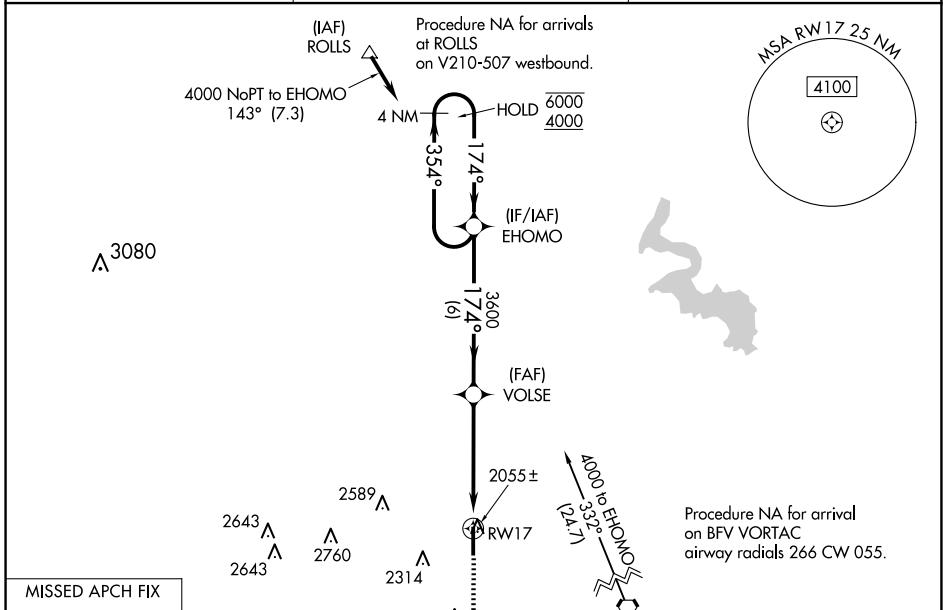 (IAF)
ROLLS
Procedure NA for arrivals
at ROLLS
on V210-507 westbound.
MSA RW17 25 NM
4100
4000 NoPT to EHOMO
143° (7.3)
4 NM
HOLD
6000
4000
354°
174°
(IF/IAF)
EHOMO
3080
3600
174°
(6)
(FAF)
VOLSE
2055±
2589
2643
2643
2760
2314
RW17
4000 to EHOMO
332°
(24.7)
Procedure NA for arrival
on BFV VORTAC
airway radials 266 CW 055.
MISSED APCH FIX